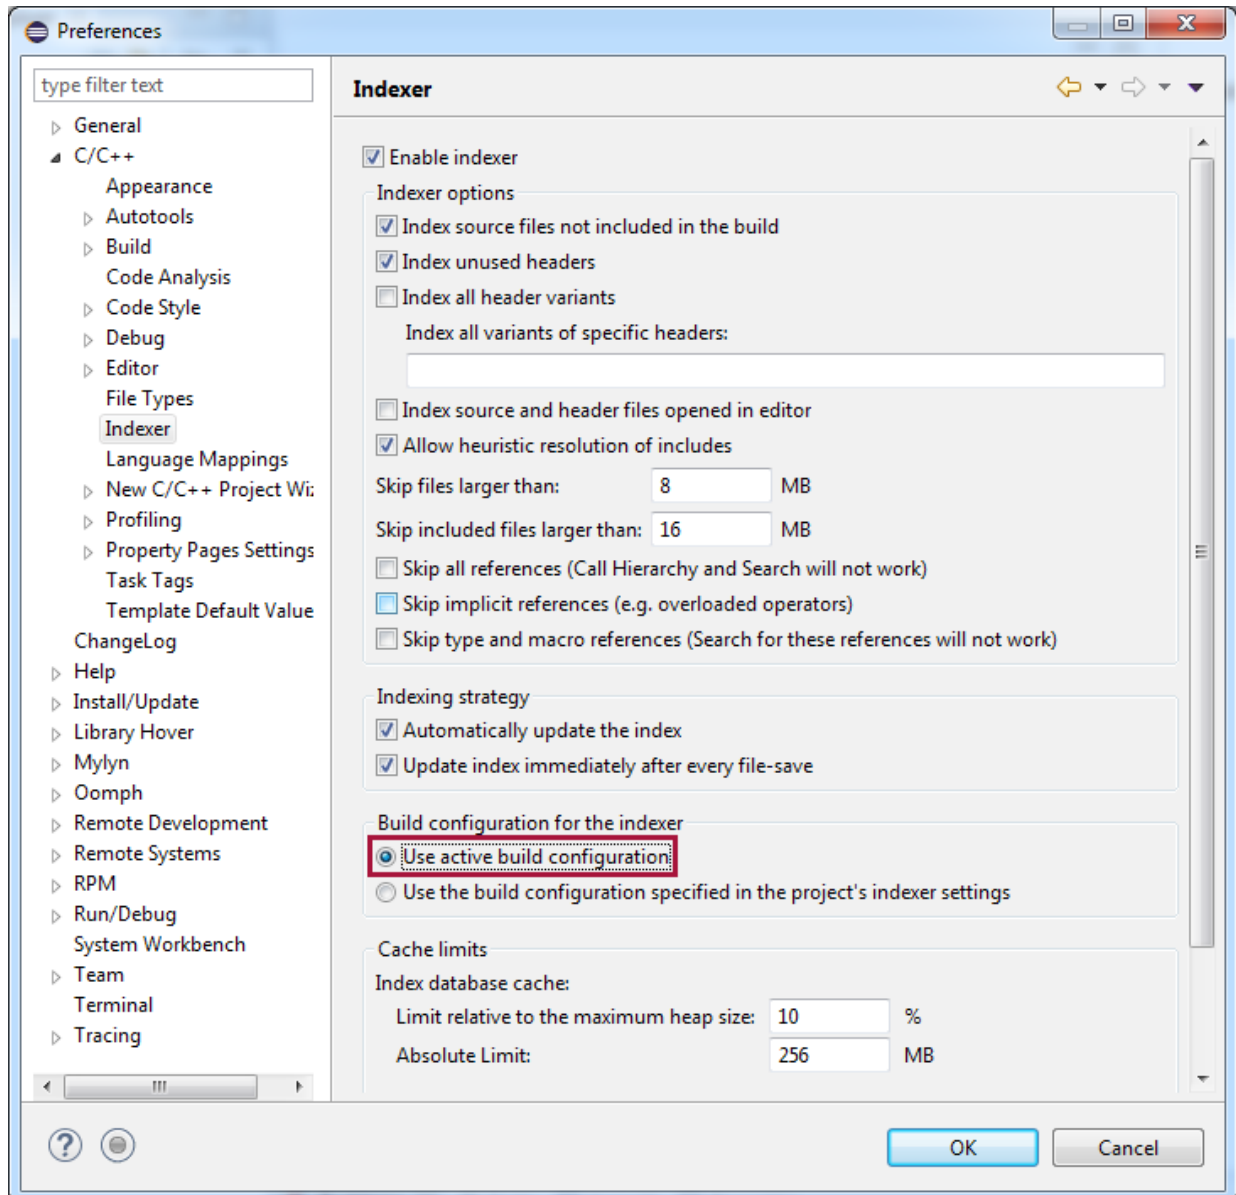 Preferences
type filter text
General
C/C++
Appearance
Autotools
Build
Code Analysis
Code Style
Debug
Editor
File Types
Indexer
Language Mappings
New C/C++ Project Wi
Profiling
Property Pages Settings
Task Tags
Template Default Value
ChangeLog
Help
Install/Update
Library Hover
Mylyn
Oomph
Remote Development
Remote Systems
RPM
Run/Debug
System Workbench
Team
Terminal
Tracing
Indexer
Enable indexer
Indexer options
Index source files not included in the build
Index unused headers
Index all header variants
Index all variants of specific headers:
Index source and header files opened in editor
Allow heuristic resolution of includes
Skip files larger than: 8 MB
Skip included files larger than: 16 MB
Skip all references (Call Hierarchy and Search will not work)
Skip implicit references (e.g. overloaded operators)
Skip type and macro references (Search for these references will not work)
Indexing strategy
Automatically update the index
Update index immediately after every file-save
Build configuration for the indexer
Use active build configuration
Use the build configuration specified in the project's indexer settings
Cache limits
Index database cache:
Limit relative to the maximum heap size: 10 %
Absolute Limit: 256 MB
OK Cancel